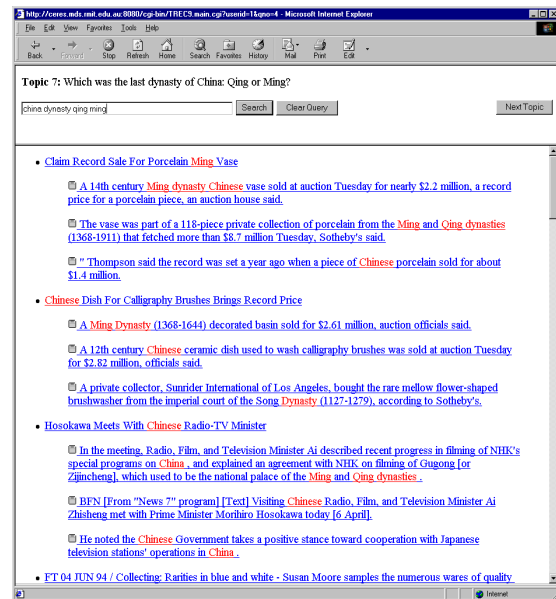 http://ceres.mds.rmit.edu.au:8080/cgi-bin/TREC9.main.cgi?userid=1&qno=4 - Microsoft Internet Explorer
File Edit View Favorites Tools Help
Back Forward Stop Refresh Home Search Favorites History Mail Print Edit
Topic 7: Which was the last dynasty of China: Qing or Ming?
china dynasty qing ming Search Clear Query Next Topic
Claim Record Sale For Porcelain Ming Vase
A 14th century Ming dynasty Chinese vase sold at auction Tuesday for nearly $2.2 million, a record
price for a porcelain piece, an auction house said.
The vase was part of a 118-piece private collection of porcelain from the Ming and Qing dynasties
(1368-1911) that fetched more than $8.7 million Tuesday, Sotheby's said.
" Thompson said the record was set a year ago when a piece of Chinese porcelain sold for about
$1.4 million.
Chinese Dish For Calligraphy Brushes Brings Record Price
A Ming Dynasty (1368-1644) decorated basin sold for $2.61 million, auction officials said.
A 12th century Chinese ceramic dish used to wash calligraphy brushes was sold at auction Tuesday
for $2.82 million, officials said.
A private collector, Sunrider International of Los Angeles, bought the rare mellow flower-shaped
brushwasher from the imperial court of the Song Dynasty (1127-1279), according to Sotheby's.
Hosokawa Meets With Chinese Radio-TV Minister
In the meeting, Radio, Film, and Television Minister Ai described recent progress in filming of NHK's
special programs on China , and explained an agreement with NHK on filming of Gugong [or
Zijincheng], which used to be the national palace of the Ming and Qing dynasties .
BFN [From "News 7" program] [Text] Visiting Chinese Radio, Film, and Television Minister Ai
Zhisheng met with Prime Minister Morihiro Hosokawa today [6 April].
He noted the Chinese Government takes a positive stance toward cooperation with Japanese
television stations' operations in China .
FT 04 JUN 94 / Collecting: Rarities in blue and white - Susan Moore samples the numerous wares of quality
Internet